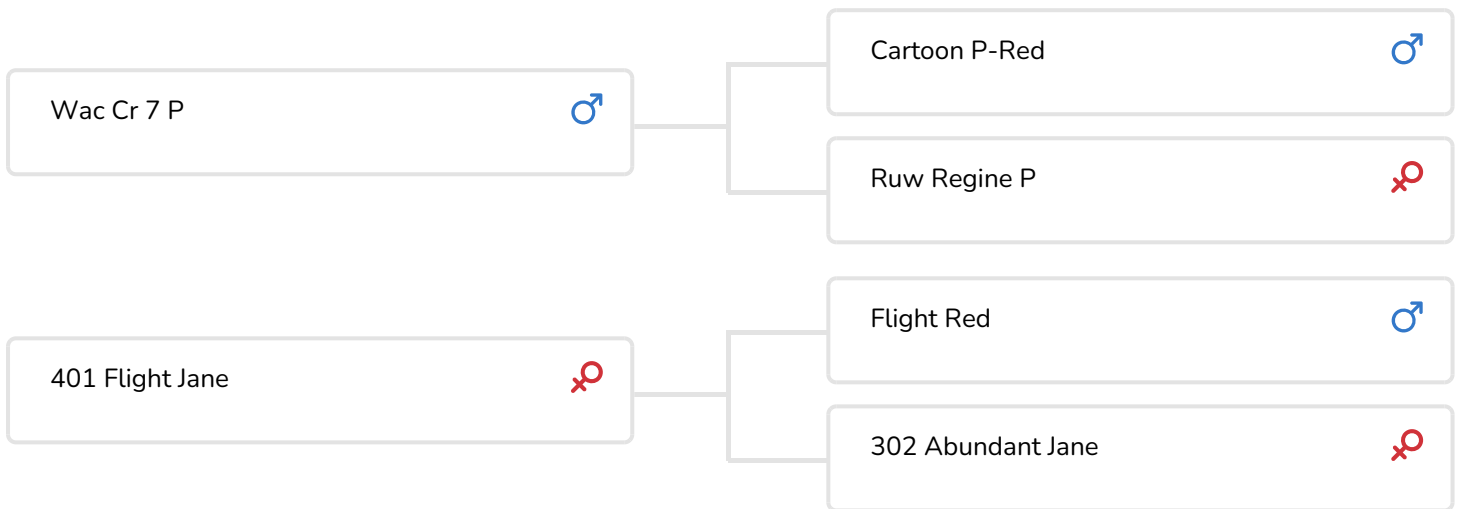 Cartoon P-Red
Wac Cr 7 P
Ruw Regine P
Flight Red
401 Flight Jane
302 Abundant Jane